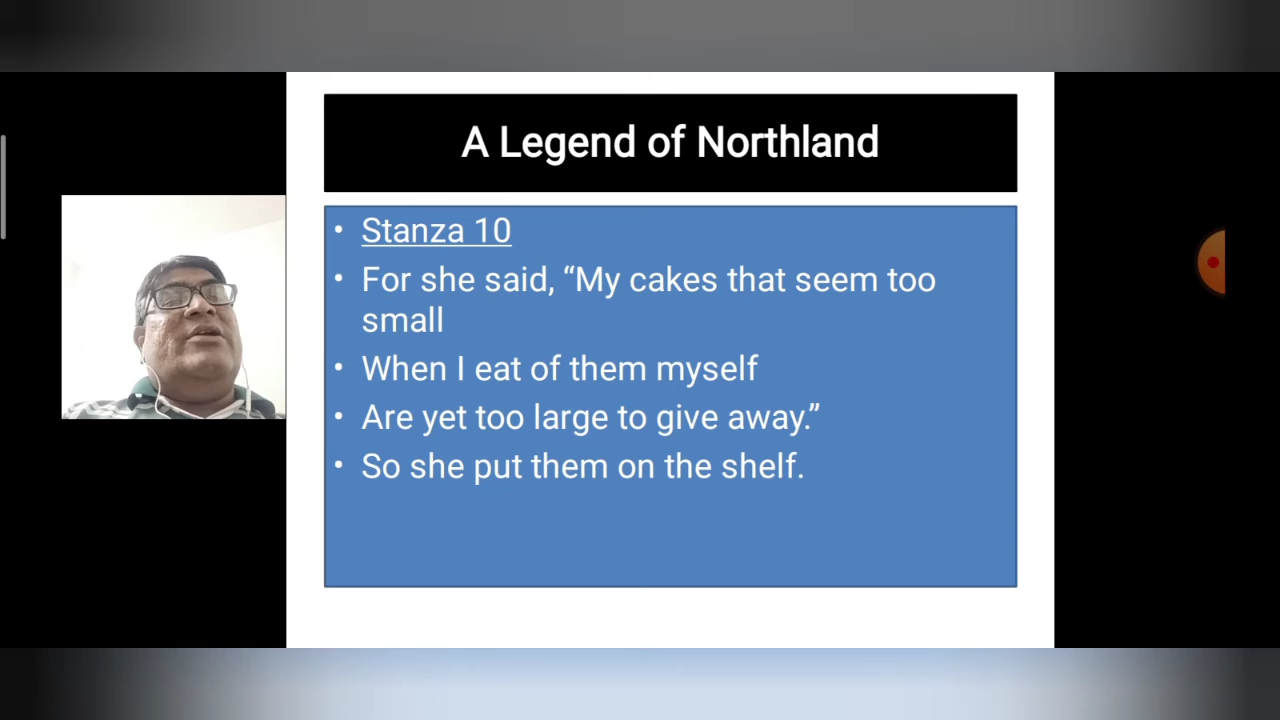 A Legend of Northland
• Stanza 10
• For she said, “My cakes that seem too
small
• When I eat of them myself
• Are yet too large to give away.”
• So she put them on the shelf.